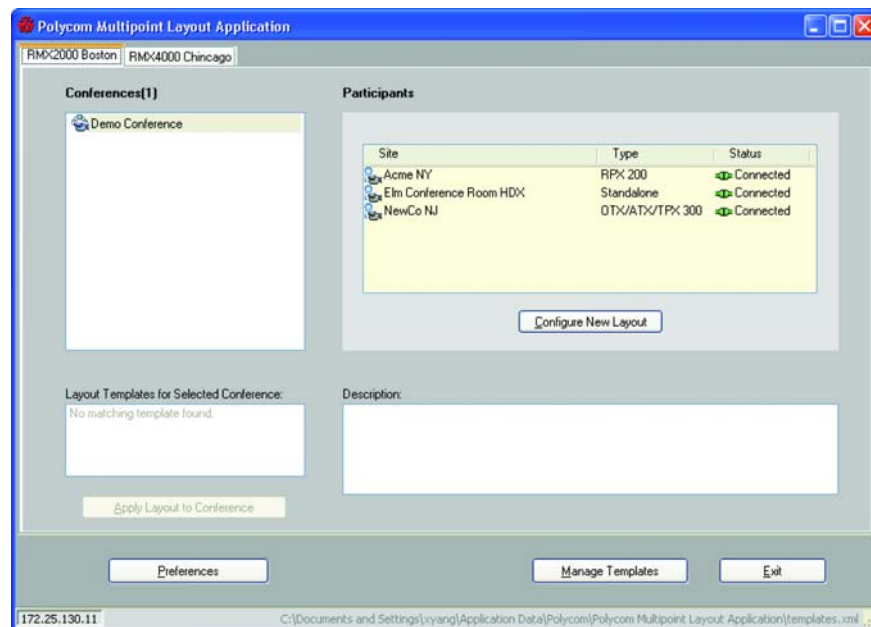 Polycom Multipoint Layout Application
RMX2000 Boston RMX4000 Chincago
Conferences(1)
Participants
Demo Conference
Site Type Status
Acme NY RPX 200 Connected
Elm Conference Room HDX Standalone Connected
NewCo NJ OTX/ATX/TPX 300 Connected
Configure New Layout
Layout Templates for Selected Conference:
No matching template found.
Description:
Apply Layout to Conference
Preferences
Manage Templates
Exit
172.25.130.11
C:\Documents and Settings\xyang\Application Data\Polycom\Polycom Multipoint Layout Application\templates.xml